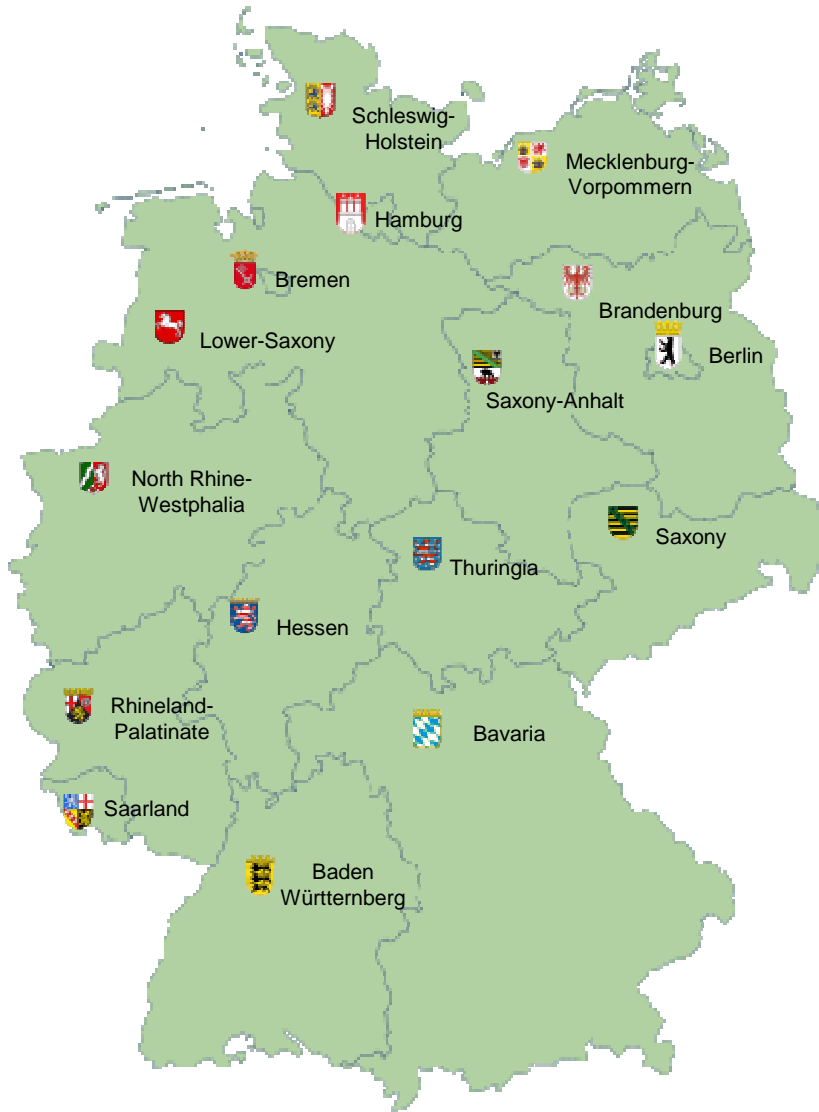 Schleswig-
Holstein
Mecklenburg-
Vorpommern
Hamburg
Bremen
Brandenburg
Lower-Saxony
Berlin
Saxony-Anhalt
North Rhine-
Westphalia
Saxony
Thuringia
Hessen
Rhineland-
Palatinate
Bavaria
Saarland
Baden
Württernberg